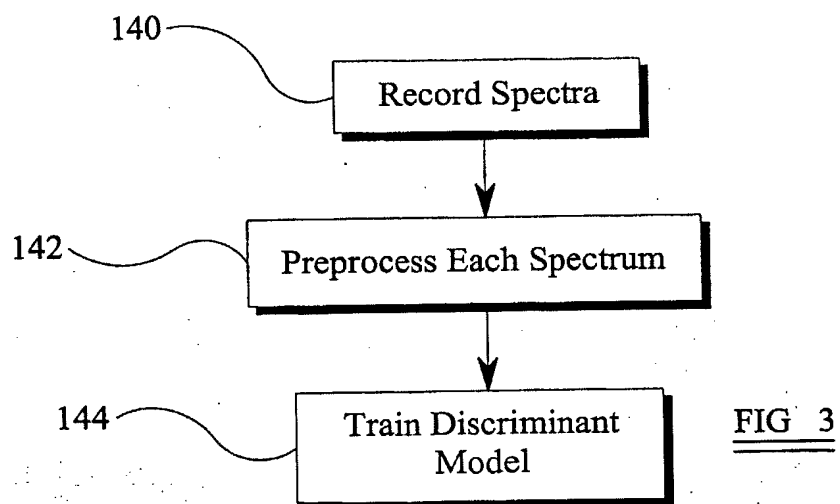 140
Record Spectra
142
Preprocess Each Spectrum
144
Train Discriminant
Model
FIG 3